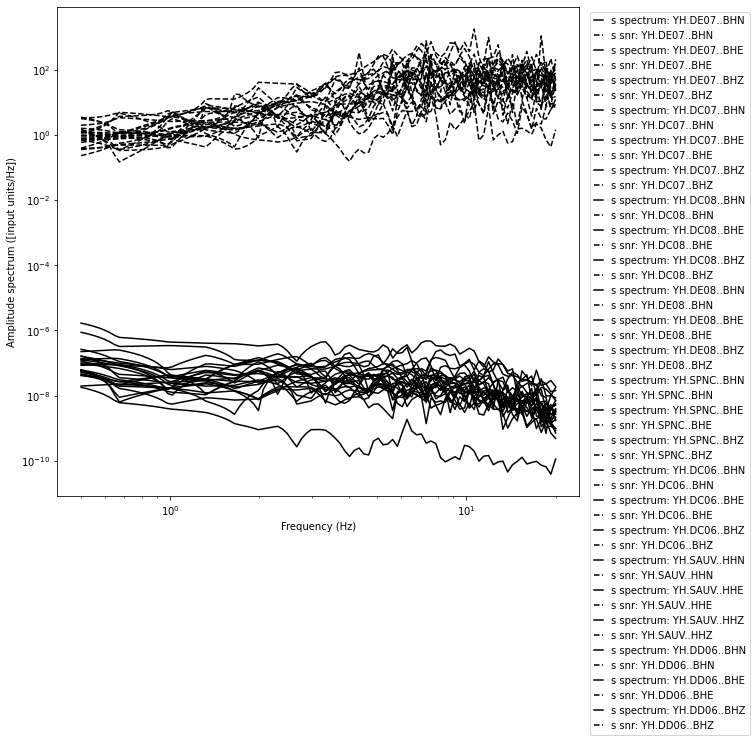 10²
10⁰
10⁻²
10⁻⁴
10⁻⁶
10⁻⁸
10⁻¹⁰
Amplitude spectrum ([input units/Hz])
10⁰
10¹
Frequency (Hz)
s spectrum: YH.DE07..BHN
s snr: YH.DE07..BHN
s spectrum: YH.DE07..BHE
s snr: YH.DE07..BHE
s spectrum: YH.DE07..BHZ
s snr: YH.DE07..BHZ
s spectrum: YH.DC07..BHN
s snr: YH.DC07..BHN
s spectrum: YH.DC07..BHE
s snr: YH.DC07..BHE
s spectrum: YH.DC07..BHZ
s snr: YH.DC07..BHZ
s spectrum: YH.DC08..BHN
s snr: YH.DC08..BHN
s spectrum: YH.DC08..BHE
s snr: YH.DC08..BHE
s spectrum: YH.DC08..BHZ
s snr: YH.DC08..BHZ
s spectrum: YH.DE08..BHN
s snr: YH.DE08..BHN
s spectrum: YH.DE08..BHE
s snr: YH.DE08..BHE
s spectrum: YH.DE08..BHZ
s snr: YH.DE08..BHZ
s spectrum: YH.SPNC..BHN
s snr: YH.SPNC..BHN
s spectrum: YH.SPNC..BHE
s snr: YH.SPNC..BHE
s spectrum: YH.SPNC..BHZ
s snr: YH.SPNC..BHZ
s spectrum: YH.DC06..BHN
s snr: YH.DC06..BHN
s spectrum: YH.DC06..BHE
s snr: YH.DC06..BHE
s spectrum: YH.DC06..BHZ
s snr: YH.DC06..BHZ
s spectrum: YH.SAUV..HHN
s snr: YH.SAUV..HHN
s spectrum: YH.SAUV..HHE
s snr: YH.SAUV..HHE
s spectrum: YH.SAUV..HHZ
s snr: YH.SAUV..HHZ
s spectrum: YH.DD06..BHN
s snr: YH.DD06..BHN
s spectrum: YH.DD06..BHE
s snr: YH.DD06..BHE
s spectrum: YH.DD06..BHZ
s snr: YH.DD06..BHZ